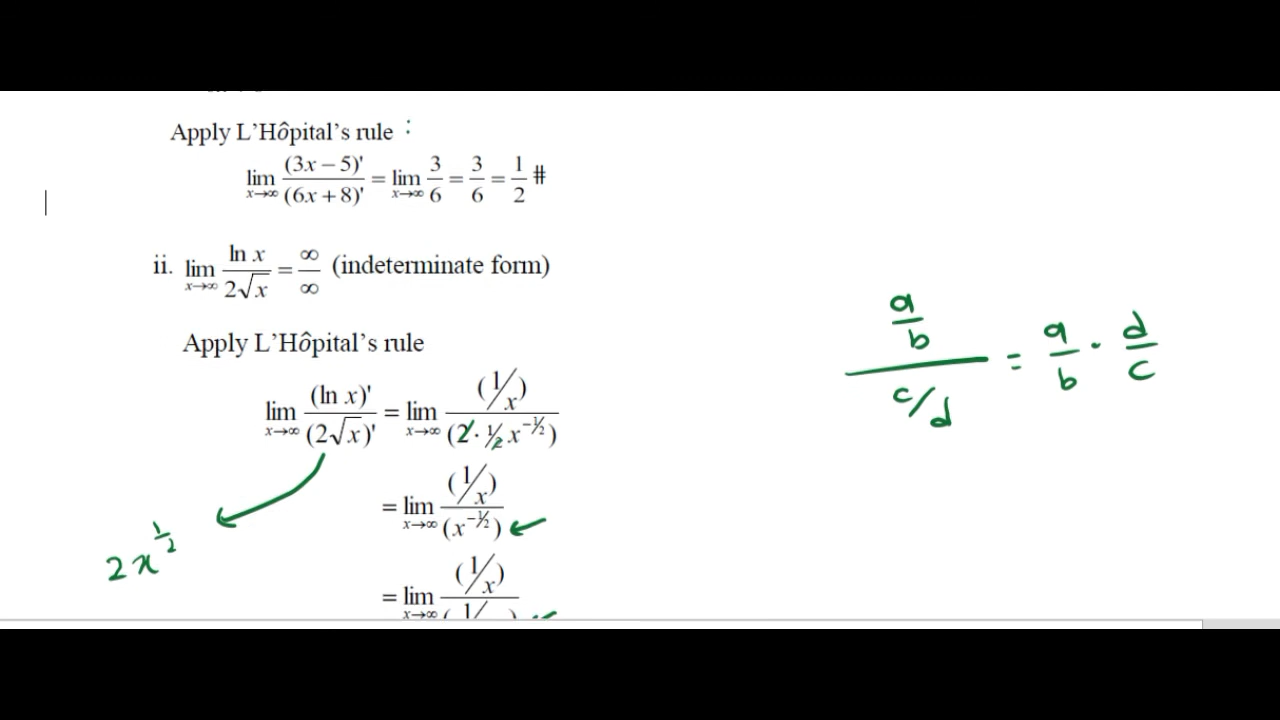 Apply L'Hôpital's rule :
lim x→∞ (3x − 5)' / (6x + 8)' = lim x→∞ 3/6 = 3/6 = 1/2 #
ii. lim x→∞ ln x / 2√x = ∞/∞ (indeterminate form)
Apply L'Hôpital's rule
lim x→∞ (ln x)' / (2√x)' = lim x→∞ (1/x) / (2 · 1/2 x^(−1/2))
= lim x→∞ (1/x) / (x^(−1/2))
= lim x→∞ (1/x) / (1/
2x^(1/2)
(a/b) / (c/d) = a/b · d/c